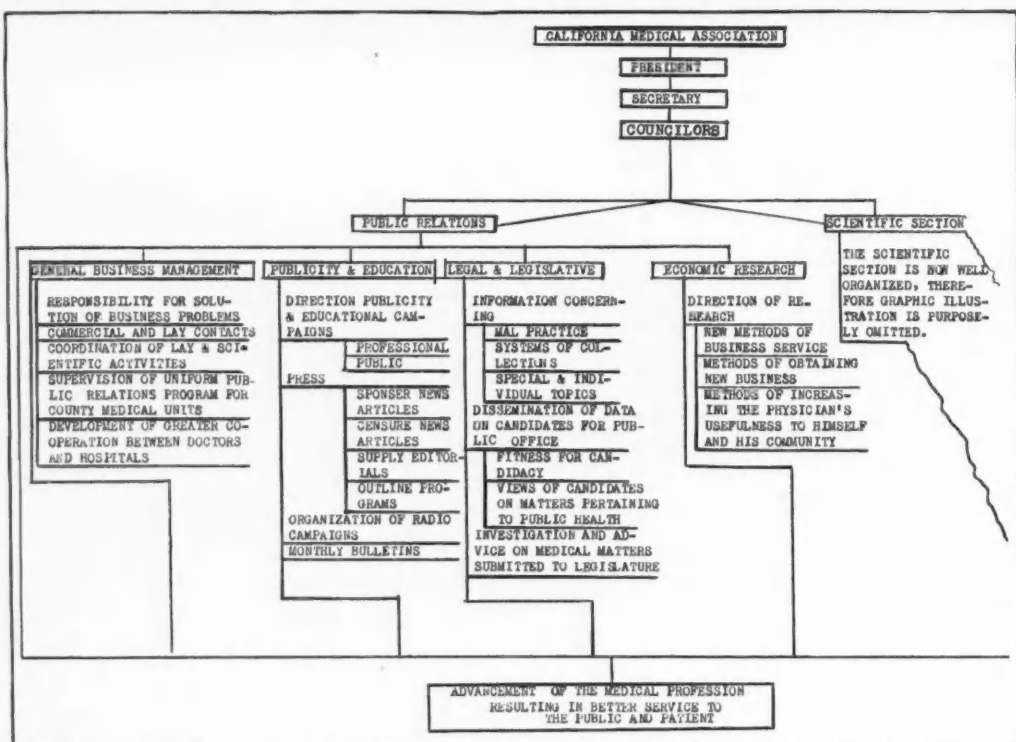 CALIFORNIA MEDICAL ASSOCIATION
PRESIDENT
SECRETARY
COUNCILORS
PUBLIC RELATIONS
SCIENTIFIC SECTION
THE SCIENTIFIC
SECTION IS NOW WELL
ORGANIZED, THERE-
FORE GRAPHIC ILLUS-
TRATION IS PURPOSE-
LY OMITTED.
GENERAL BUSINESS MANAGEMENT
RESPONSIBILITY FOR SOLU-
TION OF BUSINESS PROBLEMS
COMMERCIAL AND LAY CONTACTS
COORDINATION OF LAY & SCI-
ENTIFIC ACTIVITIES
SUPERVISION OF UNIFORM PUB-
LIC RELATIONS PROGRAM FOR
COUNTY MEDICAL UNITS
DEVELOPMENT OF GREATER CO-
OPERATION BETWEEN DOCTORS
AND HOSPITALS
PUBLICITY & EDUCATION
DIRECTION PUBLICITY
& EDUCATIONAL CAM-
PAIGNS
PROFESSIONAL
PUBLIC
PRESS
SPONSER NEWS
ARTICLES
CENSURE NEWS
ARTICLES
SUPPLY EDITOR-
IALS
OUTLINE PRO-
GRAMS
ORGANIZATION OF RADIO
CAMPAIGNS
MONTHLY BULLETINS
LEGAL & LEGISLATIVE
INFORMATION CONCERN-
ING
MAL PRACTICE
SYSTEMS OF COL-
LECTIONS
SPECIAL & INDI-
VIDUAL TOPICS
DISSEMINATION OF DATA
ON CANDIDATES FOR PUB-
LIC OFFICE
FITNESS FOR CAN-
DIDACY
VIEWS OF CANDIDATES
ON MATTERS PERTAINING
TO PUBLIC HEALTH
INVESTIGATION AND AD-
VICE ON MEDICAL MATTERS
SUBMITTED TO LEGISLATURE
ECONOMIC RESEARCH
DIRECTION OF RE-
SEARCH
NEW METHODS OF
BUSINESS SERVICE
METHODS OF OBTAINING
NEW BUSINESS
METHODS OF INCREAS-
ING THE PHYSICIAN'S
USEFULNESS TO HIMSELF
AND HIS COMMUNITY
ADVANCEMENT OF THE MEDICAL PROFESSION
RESULTING IN BETTER SERVICE TO
THE PUBLIC AND PATIENT